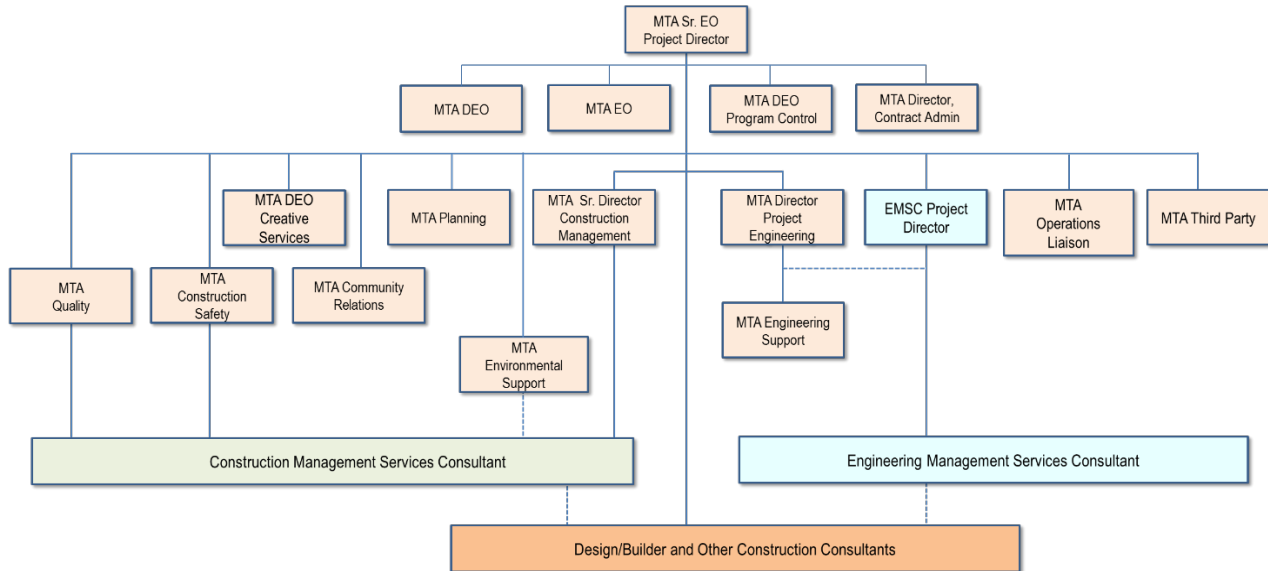 MTA Sr. EO
Project Director
MTA DEO
MTA EO
MTA DEO
Program Control
MTA Director,
Contract Admin
MTA DEO
Creative
Services
MTA Planning
MTA Sr. Director
Construction
Management
MTA Director
Project
Engineering
EMSC Project
Director
MTA
Operations
Liaison
MTA Third Party
MTA
Quality
MTA
Construction
Safety
MTA Community
Relations
MTA Engineering
Support
MTA
Environmental
Support
Construction Management Services Consultant
Engineering Management Services Consultant
Design/Builder and Other Construction Consultants